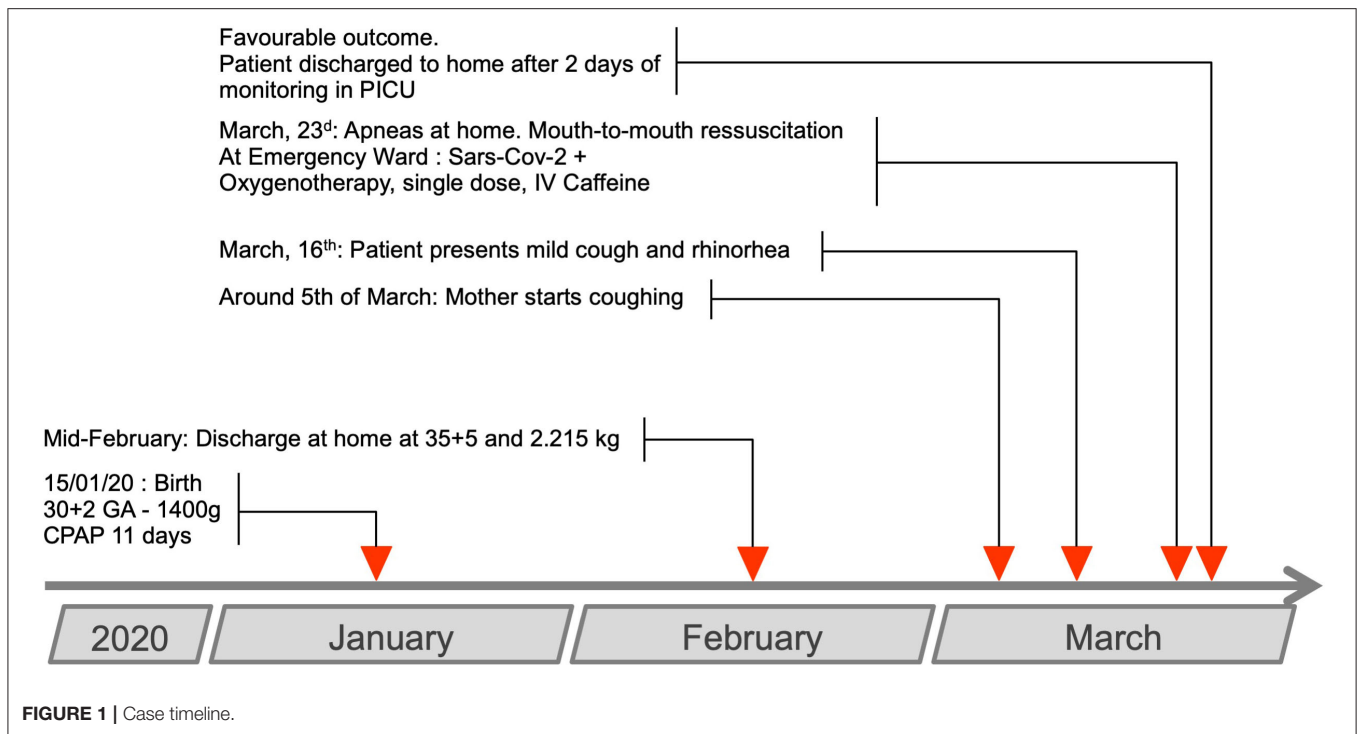 Favourable outcome.
Patient discharged to home after 2 days of
monitoring in PICU
March, 23ᵈ: Apneas at home. Mouth-to-mouth ressuscitation
At Emergency Ward : Sars-Cov-2 +
Oxygenotherapy, single dose, IV Caffeine
March, 16ᵗʰ: Patient presents mild cough and rhinorhea
Around 5th of March: Mother starts coughing
Mid-February: Discharge at home at 35+5 and 2.215 kg
15/01/20 : Birth
30+2 GA - 1400g
CPAP 11 days
2020
January
February
March
FIGURE 1 | Case timeline.